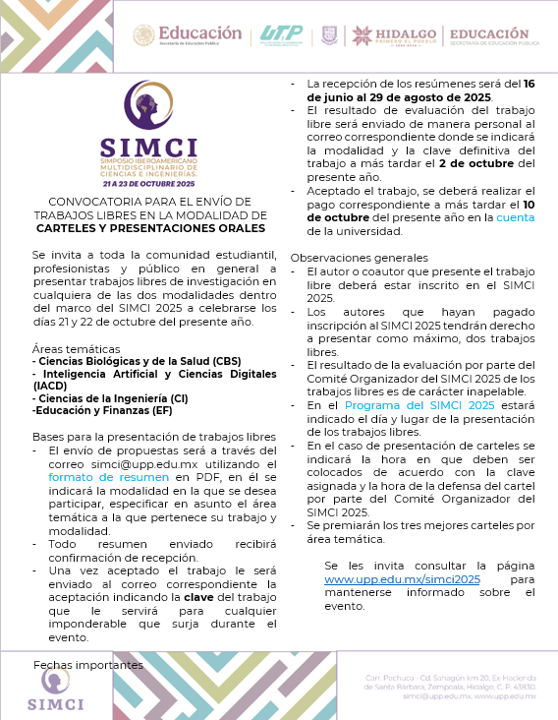 Educación
Secretaría de Educación Pública
UTP
HIDALGO
PRIMERO EL PUEBLO
EDUCACIÓN
SECRETARÍA DE EDUCACIÓN PÚBLICA
SIMCI
SIMPOSIO IBEROAMERICANO
MULTIDISCIPLINARIO DE
CIENCIAS E INGENIERÍAS.
21 A 23 DE OCTUBRE 2025
CONVOCATORIA PARA EL ENVÍO DE
TRABAJOS LIBRES EN LA MODALIDAD DE
CARTELES Y PRESENTACIONES ORALES
Se invita a toda la comunidad estudiantil,
profesionistas y público en general a
presentar trabajos libres de investigación en
cualquiera de las dos modalidades dentro
del marco del SIMCI 2025 a celebrarse los
días 21 y 22 de octubre del presente año.
Áreas temáticas
- Ciencias Biológicas y de la Salud (CBS)
- Inteligencia Artificial y Ciencias Digitales
(IACD)
- Ciencias de la Ingeniería (CI)
-Educación y Finanzas (EF)
Bases para la presentación de trabajos libres
- El envío de propuestas será a través del
correo simci@upp.edu.mx utilizando el
formato de resumen en PDF, en él se
indicará la modalidad en la que se desea
participar, especificar en asunto el área
temática a la que pertenece su trabajo y
modalidad.
- Todo resumen enviado recibirá
confirmación de recepción.
- Una vez aceptado el trabajo le será
enviado al correo correspondiente la
aceptación indicando la clave del trabajo
que le servirá para cualquier
imponderable que surja durante el
evento.
Fechas importantes
- La recepción de los resúmenes será del 16
de junio al 29 de agosto de 2025.
- El resultado de evaluación del trabajo
libre será enviado de manera personal al
correo correspondiente donde se indicará
la modalidad y la clave definitiva del
trabajo a más tardar el 2 de octubre del
presente año.
- Aceptado el trabajo, se deberá realizar el
pago correspondiente a más tardar el 10
de octubre del presente año en la cuenta
de la universidad.
Observaciones generales
- El autor o coautor que presente el trabajo
libre deberá estar inscrito en el SIMCI
2025.
- Los autores que hayan pagado
inscripción al SIMCI 2025 tendrán derecho
a presentar como máximo, dos trabajos
libres.
- El resultado de la evaluación por parte del
Comité Organizador del SIMCI 2025 de los
trabajos libres es de carácter inapelable.
- En el Programa del SIMCI 2025 estará
indicado el día y lugar de la presentación
de los trabajos libres.
- En el caso de presentación de carteles se
indicará la hora en que deben ser
colocados de acuerdo con la clave
asignada y la hora de la defensa del cartel
por parte del Comité Organizador del
SIMCI 2025.
- Se premiarán los tres mejores carteles por
área temática.
Se les invita consultar la página
www.upp.edu.mx/simci2025 para
mantenerse informado sobre el
evento.
SIMCI
Carr. Pachuca - Cd. Sahagún km 20, Ex Hacienda
de Santa Bárbara, Zempoala, Hidalgo, C. P. 43830.
simci@upp.edu.mx, www.upp.edu.mx